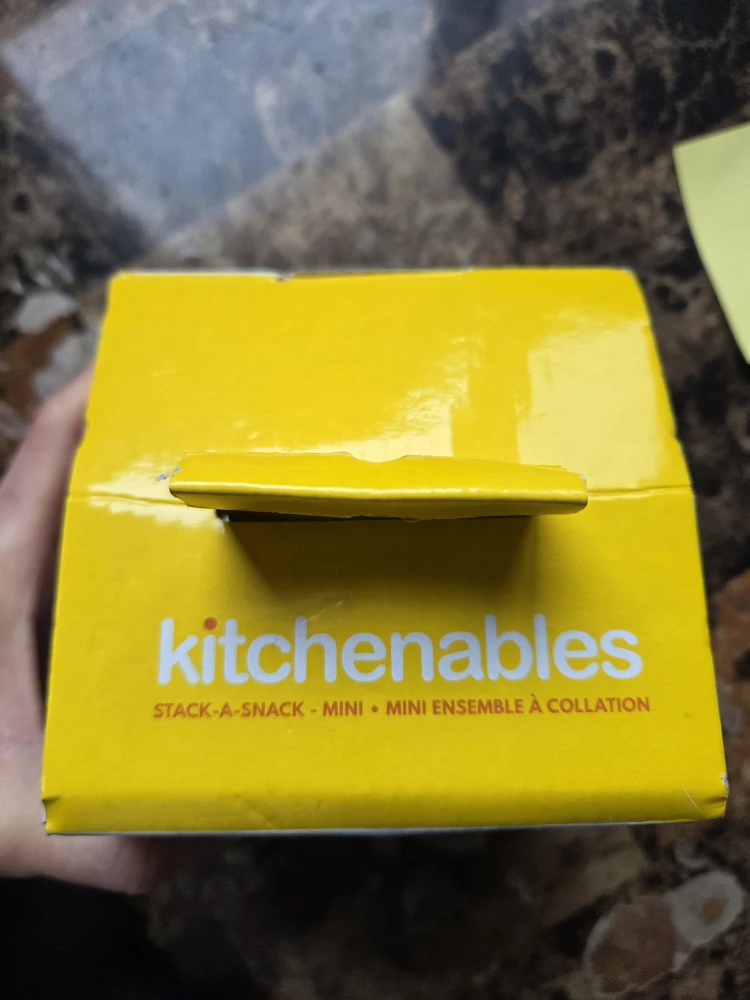 kitchenables
STACK-A-SNACK - MINI • MINI ENSEMBLE À COLLATION